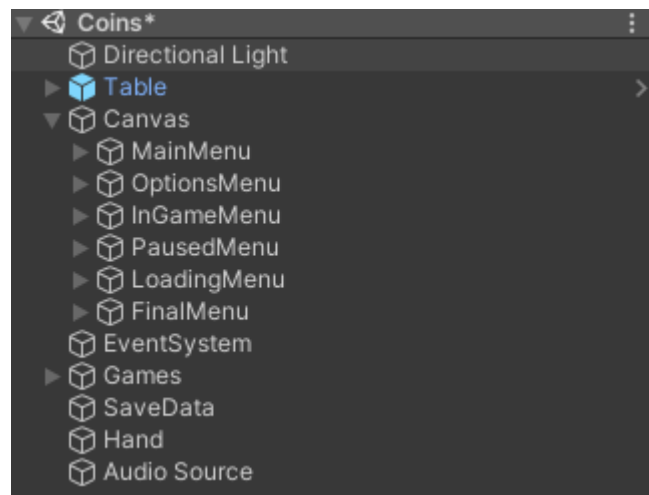 Coins*
Directional Light
Table
Canvas
MainMenu
OptionsMenu
InGameMenu
PausedMenu
LoadingMenu
FinalMenu
EventSystem
Games
SaveData
Hand
Audio Source